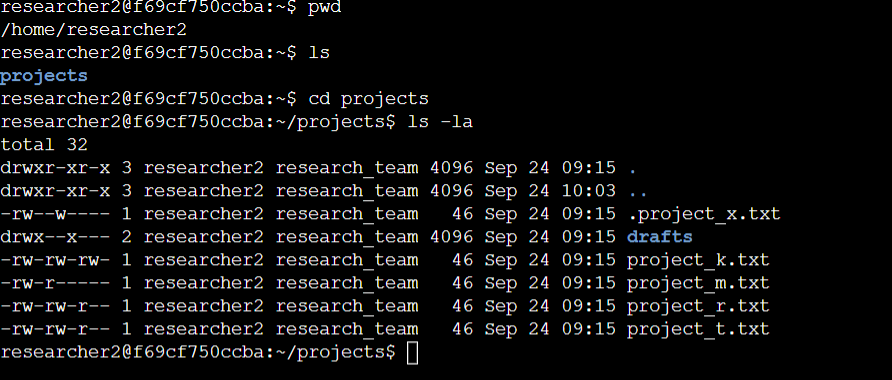 researcher2@f69cf750ccba:~$ pwd
/home/researcher2
researcher2@f69cf750ccba:~$ ls
projects
researcher2@f69cf750ccba:~$ cd projects
researcher2@f69cf750ccba:~/projects$ ls -la
total 32
drwxr-xr-x 3 researcher2 research_team 4096 Sep 24 09:15 .
drwxr-xr-x 3 researcher2 research_team 4096 Sep 24 10:03 ..
-rw--w---- 1 researcher2 research_team   46 Sep 24 09:15 .project_x.txt
drwx--x--- 2 researcher2 research_team 4096 Sep 24 09:15 drafts
-rw-rw-rw- 1 researcher2 research_team   46 Sep 24 09:15 project_k.txt
-rw-r----- 1 researcher2 research_team   46 Sep 24 09:15 project_m.txt
-rw-rw-r-- 1 researcher2 research_team   46 Sep 24 09:15 project_r.txt
-rw-rw-r-- 1 researcher2 research_team   46 Sep 24 09:15 project_t.txt
researcher2@f69cf750ccba:~/projects$